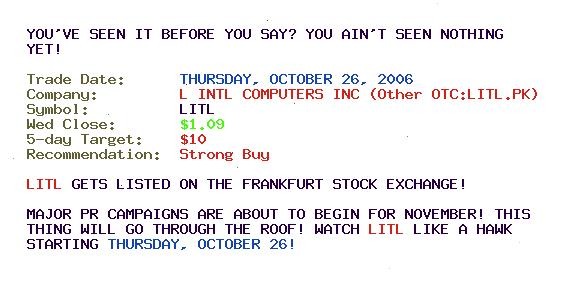 YOU'VE SEEN IT BEFORE YOU SAY? YOU AIN'T SEEN NOTHING
YET!
Trade Date: THURSDAY, OCTOBER 26, 2006
Company: L INTL COMPUTERS INC (Other OTC:LITL.PK)
Symbol: LITL
Wed Close: $1.09
5-day Target: $10
Recommendation: Strong Buy
LITL GETS LISTED ON THE FRANKFURT STOCK EXCHANGE!
MAJOR PR CAMPAIGNS ARE ABOUT TO BEGIN FOR NOVEMBER! THIS
THING WILL GO THROUGH THE ROOF! WATCH LITL LIKE A HAWK
STARTING THURSDAY, OCTOBER 26!